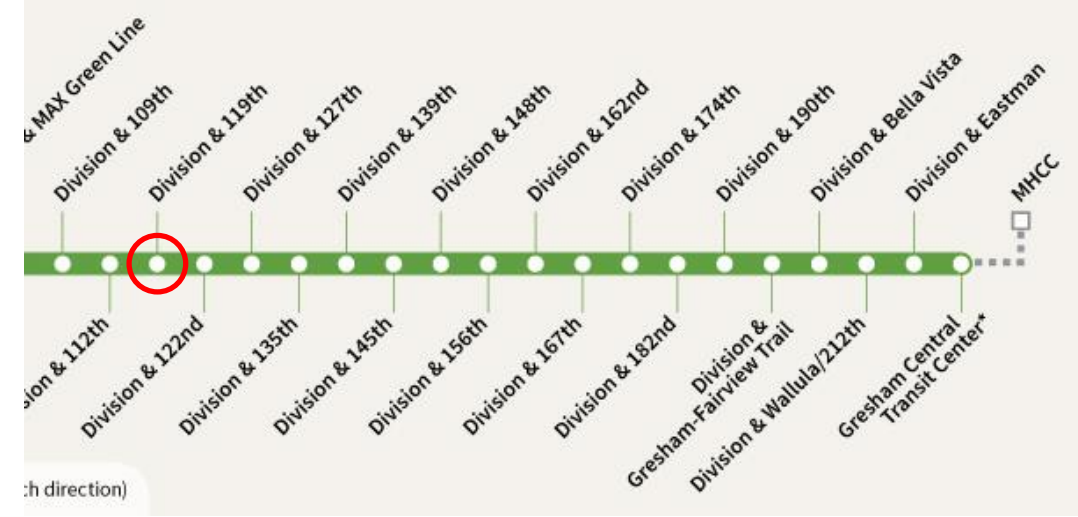 & MAX Green Line
Division & 109th
Division & 119th
Division & 127th
Division & 139th
Division & 148th
Division & 162nd
Division & 174th
Division & 190th
Division & Bella Vista
Division & Eastman
MHCC
sion & 112th
Division & 122nd
Division & 135th
Division & 145th
Division & 156th
Division & 167th
Division & 182nd
Division &
Gresham-Fairview Trail
Division & Wallula/212th
Gresham Central
Transit Center*
ch direction)